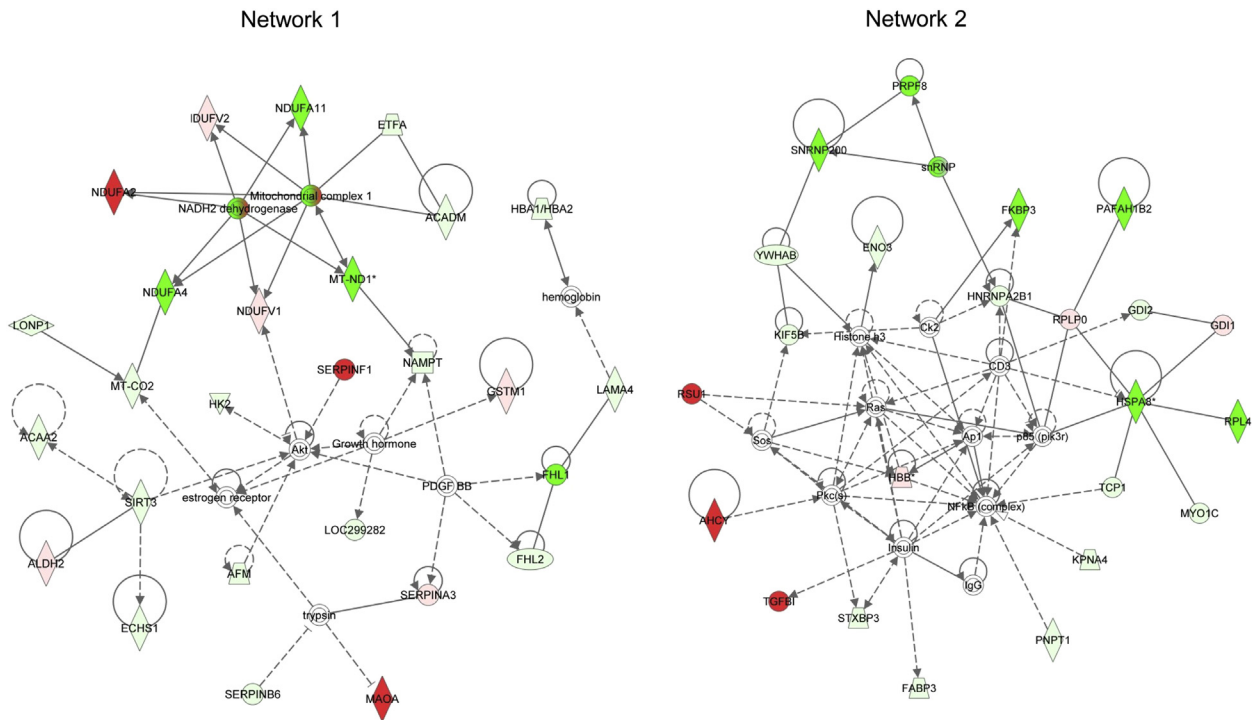 Network 1
Network 2
NDUFA11
IDUFV2
ETFA
NDUFA2
Mitochondrial complex 1
NADH2 dehydrogenase
ACADM
HBA1/HBA2
MT-ND1*
NDUFA4
NDUFV1
hemoglobin
LONP1
MT-CO2
SERPINF1
NAMPT
GSTM1
LAMA4
HK2
ACAA2
Akt
Growth hormone
SIRT3
estrogen receptor
PDGF BB
FHL1
LOC299282
ALDH2
AFM
FHL2
SERPINA3
ECHS1
trypsin
SERPINB6
MAOA
PRPF8
SNRNP200
snRNP
FKBP3
PAFAH1B2
YWHAB
ENO3
HNRNPA2B1
GDI2
RPLP0
GDI1
KIF5B
Histone h3
Ck2
CD3
RSU1
HSPA8*
RPL4
Ras
Sos
Ap1
p85 (pik3r)
HBB*
Pkc(s)
TCP1
NFkB (complex)
MYO1C
AHCY
Insulin
KPNA4
IgG
TGFBI
STXBP3
PNPT1
FABP3